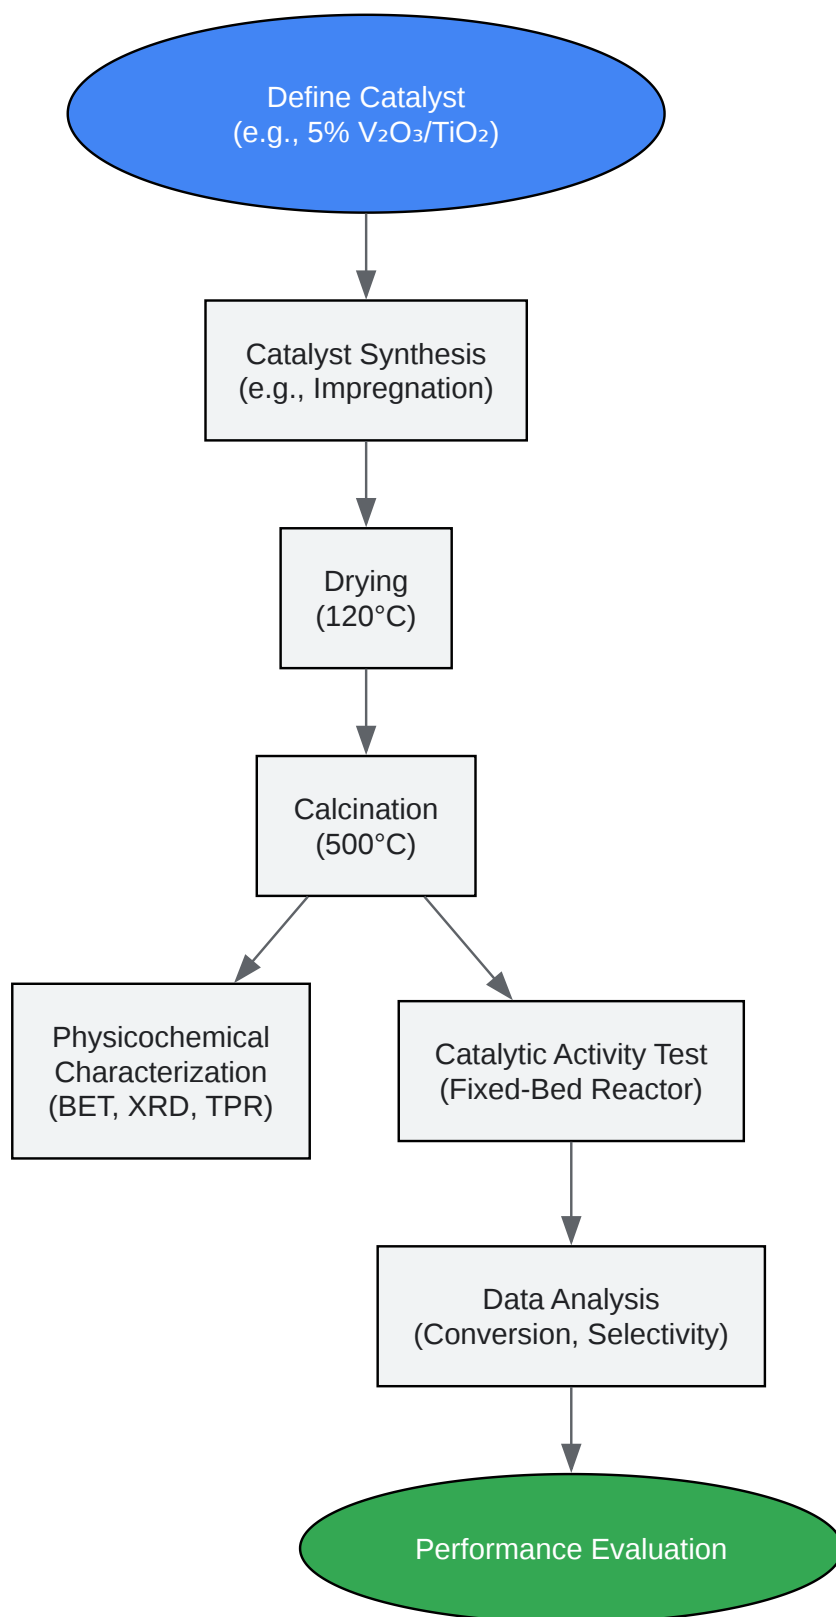 Define Catalyst
(e.g., 5% V₂O₃/TiO₂)
Catalyst Synthesis
(e.g., Impregnation)
Drying
(120°C)
Calcination
(500°C)
Physicochemical
Characterization
(BET, XRD, TPR)
Catalytic Activity Test
(Fixed-Bed Reactor)
Data Analysis
(Conversion, Selectivity)
Performance Evaluation